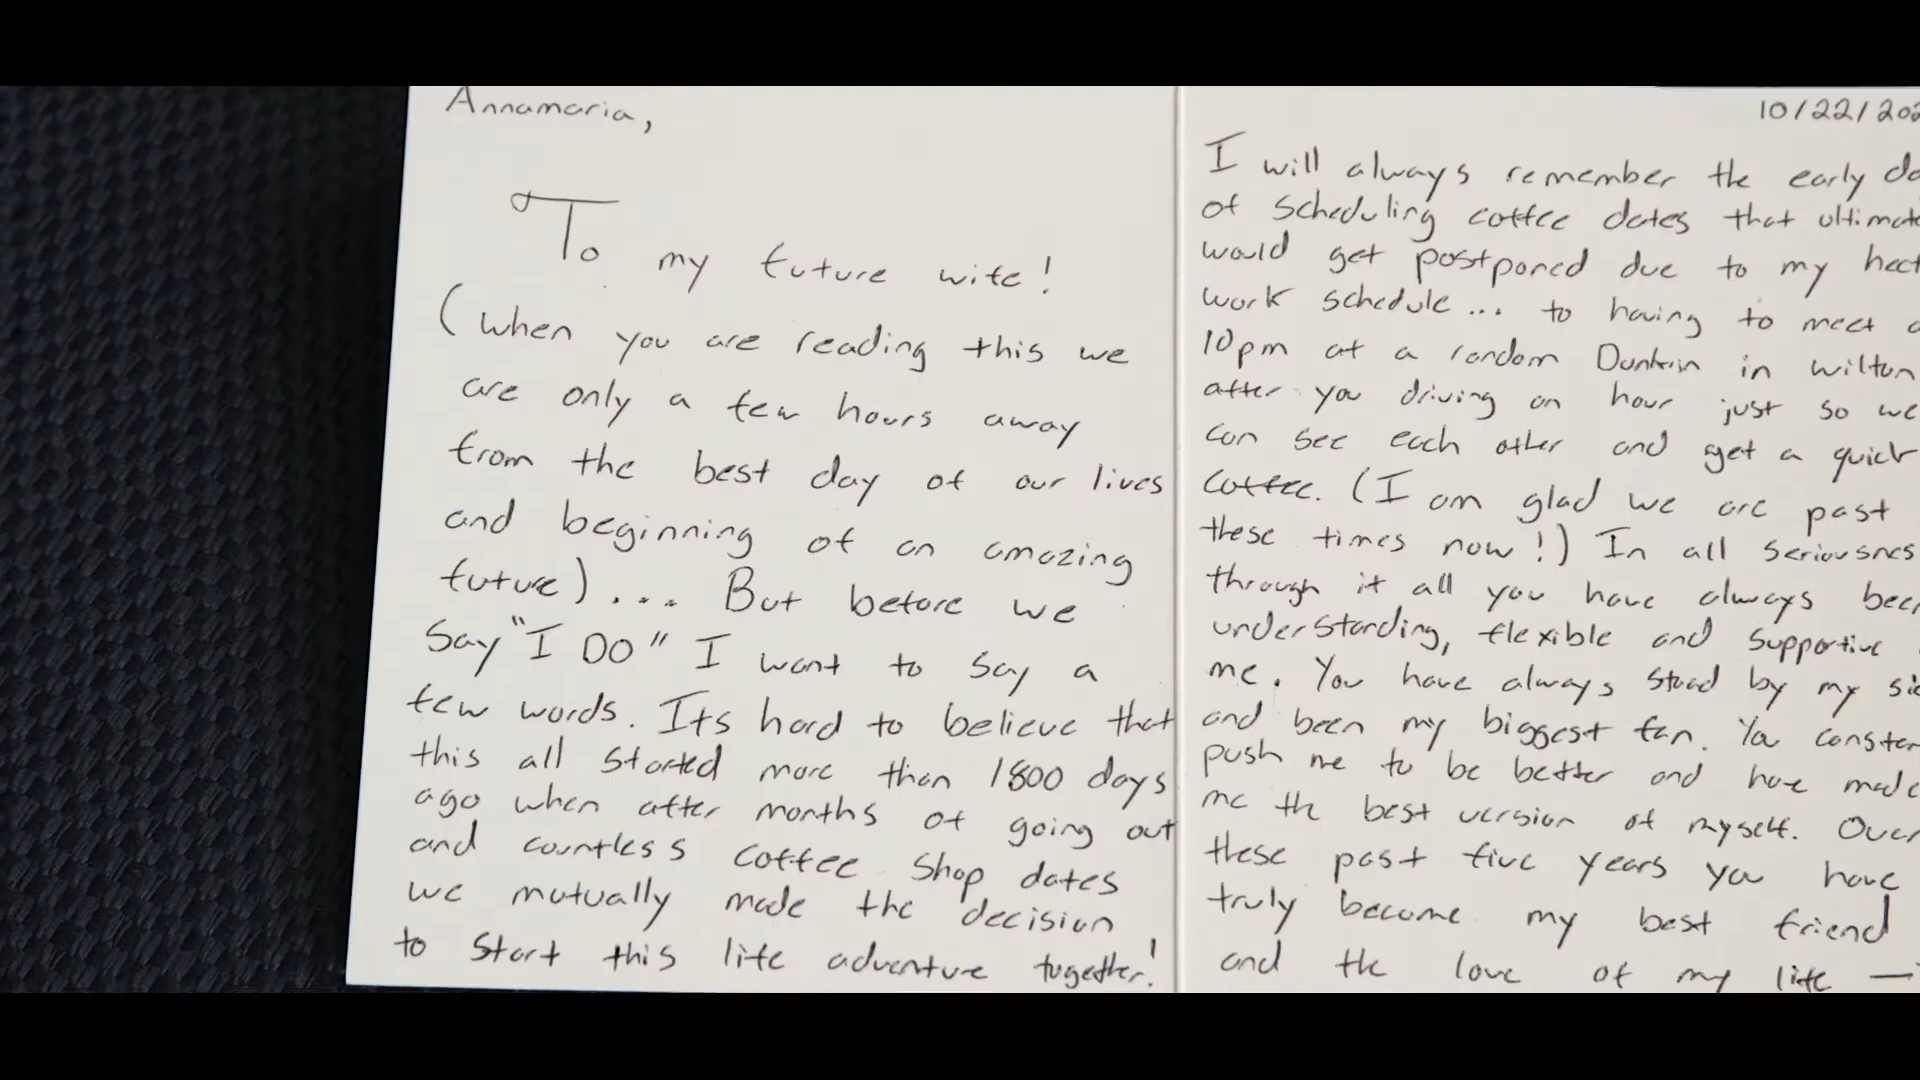 Annamaria,
To my future wife!
(when you are reading this we
are only a few hours away
from the best day of our lives
and beginning of an amazing
future)... But before we
say "I DO" I want to say a
few words. Its hard to believe that
this all started more than 1800 days
ago when after months of going out
and countless coffee shop dates
we mutually made the decision
to start this life adventure together!
10/22/202
I will always remember the early da
of scheduling coffee dates that ultimate
would get postponed due to my hect
work schedule... to having to meet a
10pm at a random Dunkin in wilton
after you driving an hour just so we
can see each other and get a quick
coffee. (I am glad we are past
these times now!) In all seriousnes
through it all you have always been
understanding, flexible and supportive
me. You have always stood by my sid
and been my biggest fan. You constan
push me to be better and have made
me the best version of myself. Over
these past five years you have
truly become my best friend
and the love of my life —